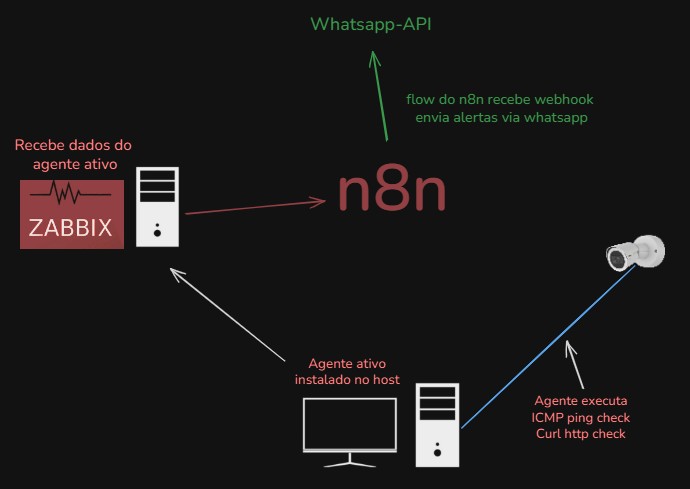 Whatsapp-API
flow do n8n recebe webhook
envia alertas via whatsapp
Recebe dados do
agente ativo
ZABBIX
n8n
Agente ativo
instalado no host
Agente executa
ICMP ping check
Curl http check